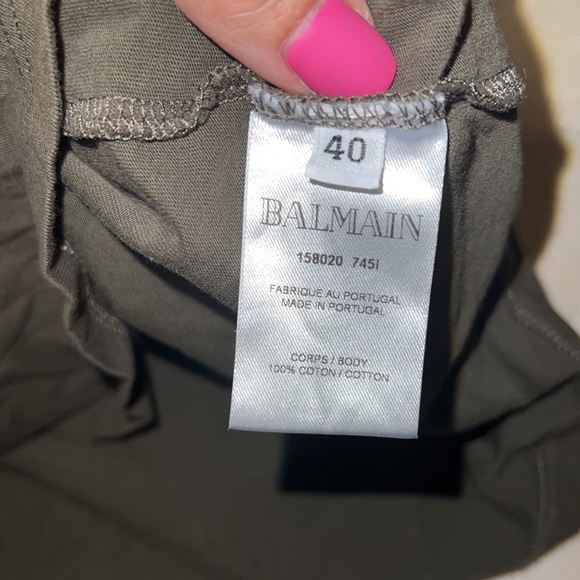 40
BALMAIN
158020 745I
FABRIQUE AU PORTUGAL
MADE IN PORTUGAL
CORPS / BODY
100% COTON / COTTON